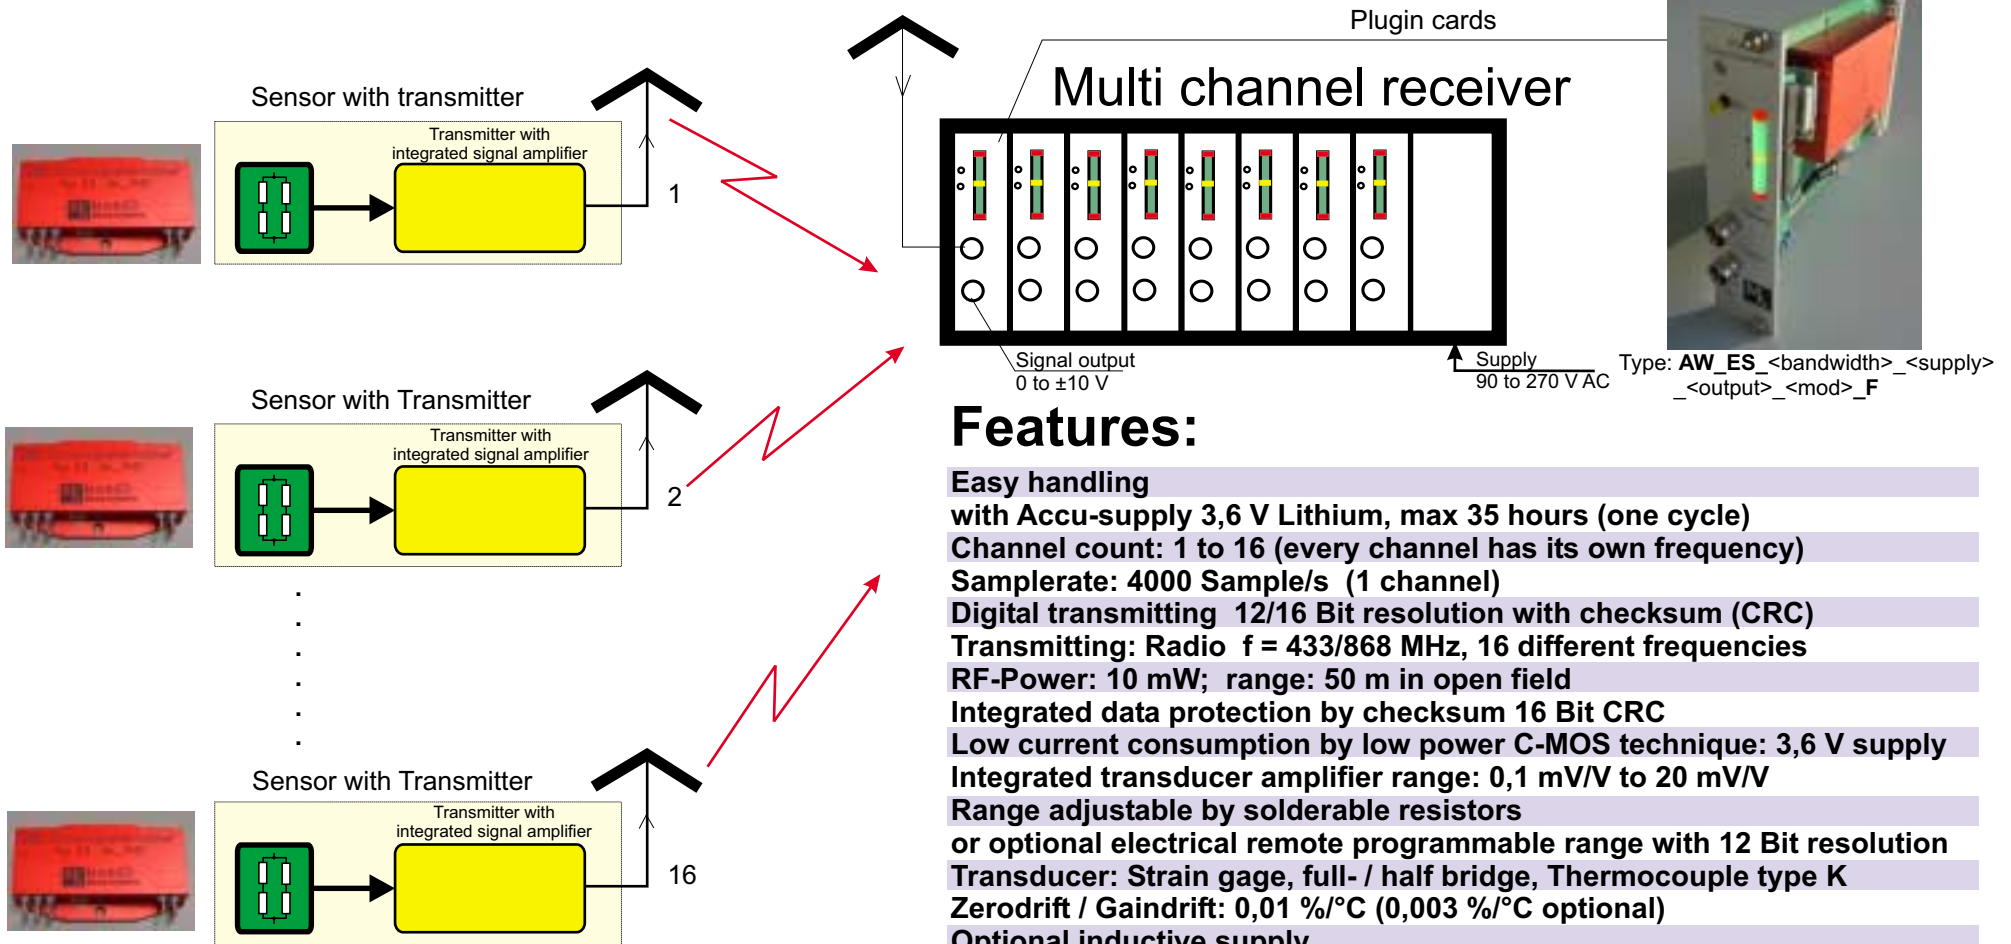 Plugin cards
Multi channel receiver
Sensor with transmitter
Transmitter with
integrated signal amplifier
1
Signal output
0 to ±10 V
Supply
90 to 270 V AC
Type: AW_ES_<bandwidth>_<supply>
_<output>_<mod>_F
Sensor with Transmitter
Transmitter with
integrated signal amplifier
2
.
.
.
.
.
.
Sensor with Transmitter
Transmitter with
integrated signal amplifier
16
Features:
Easy handling
with Accu-supply 3,6 V Lithium, max 35 hours (one cycle)
Channel count: 1 to 16 (every channel has its own frequency)
Samplerate: 4000 Sample/s (1 channel)
Digital transmitting 12/16 Bit resolution with checksum (CRC)
Transmitting: Radio f = 433/868 MHz, 16 different frequencies
RF-Power: 10 mW; range: 50 m in open field
Integrated data protection by checksum 16 Bit CRC
Low current consumption by low power C-MOS technique: 3,6 V supply
Integrated transducer amplifier range: 0,1 mV/V to 20 mV/V
Range adjustable by solderable resistors
or optional electrical remote programmable range with 12 Bit resolution
Transducer: Strain gage, full- / half bridge, Thermocouple type K
Zerodrift / Gaindrift: 0,01 %/°C (0,003 %/°C optional)
Optional inductive supply